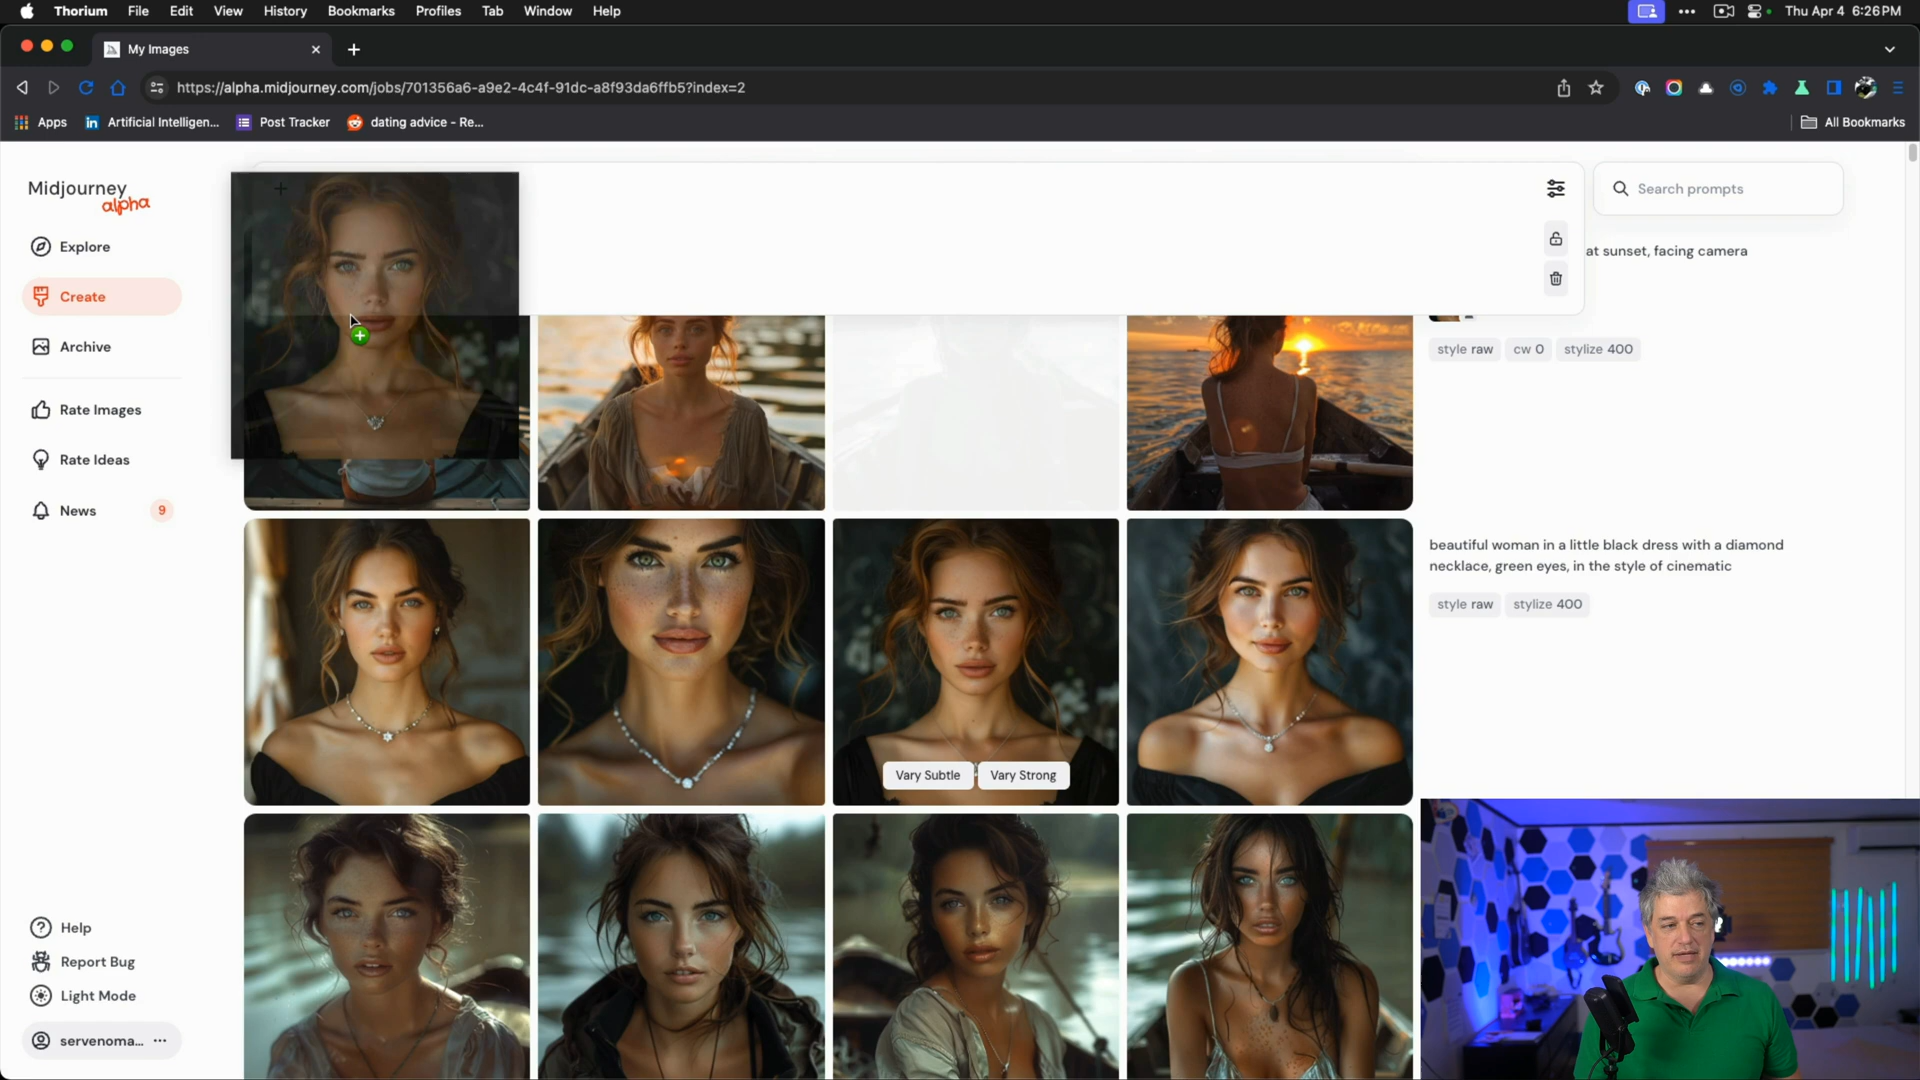 Thorium File Edit View History Bookmarks Profiles Tab Window Help
Thu Apr 4 6:26 PM
My Images
https://alpha.midjourney.com/jobs/701356a6-a9e2-4c4f-91dc-a8f93da6ffb5?index=2
Apps Artificial Intelligen... Post Tracker dating advice - Re... All Bookmarks
Midjourney
alpha
Explore
Create
Archive
Rate Images
Rate Ideas
News 9
Help
Report Bug
Light Mode
servenoma...
Search prompts
at sunset, facing camera
style raw cw 0 stylize 400
beautiful woman in a little black dress with a diamond
necklace, green eyes, in the style of cinematic
style raw stylize 400
Vary Subtle Vary Strong